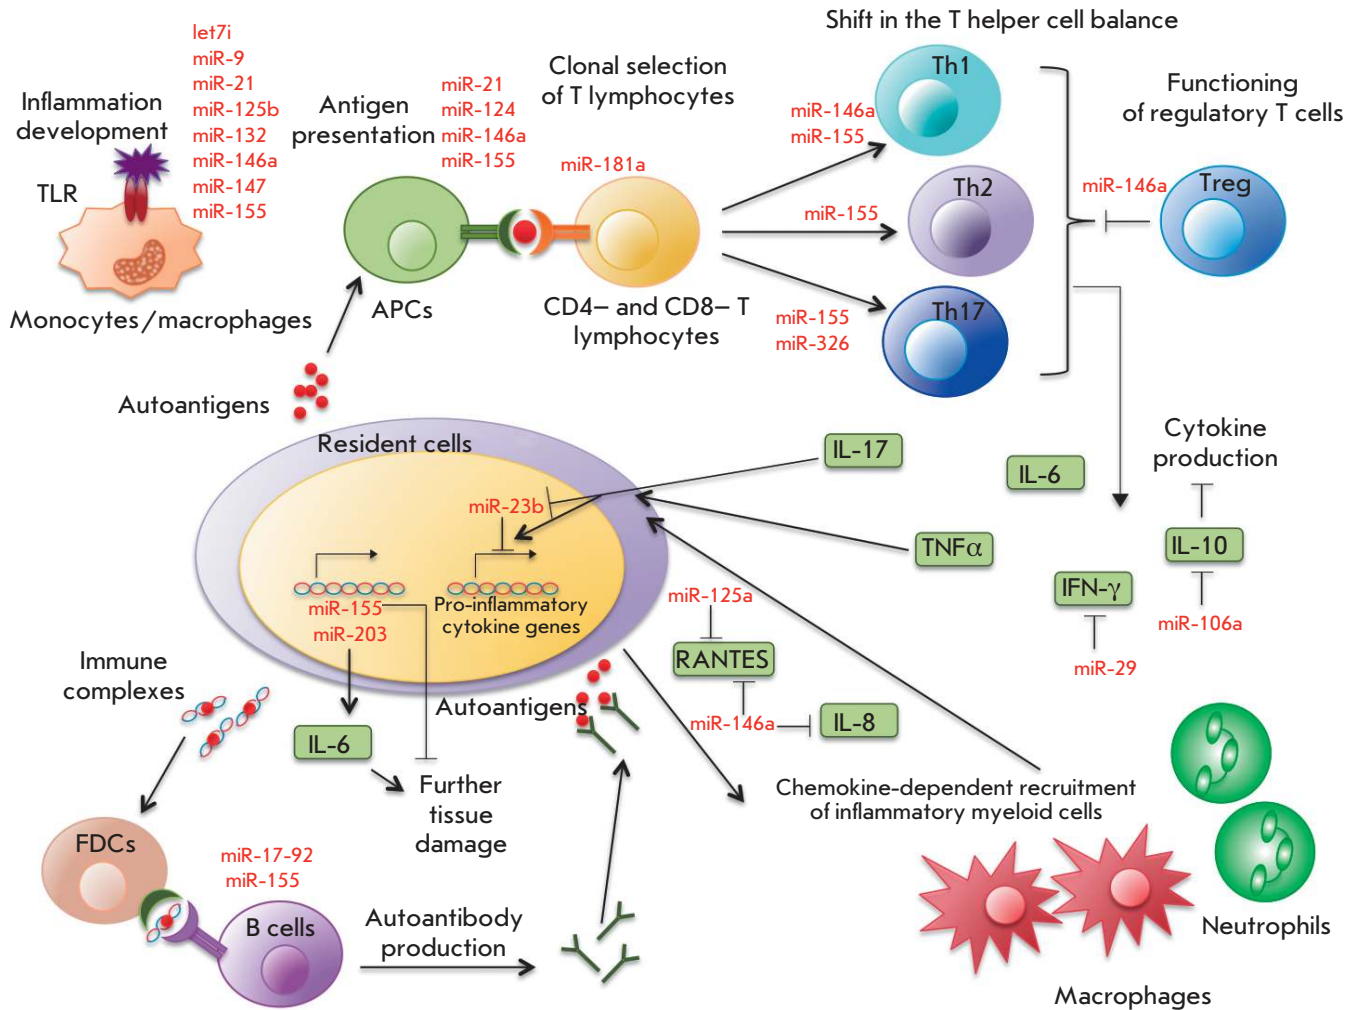 Shift in the T helper cell balance
let7i
miR-9
miR-21
miR-125b
miR-132
miR-146a
miR-147
miR-155
Inflammation
development
TLR
Monocytes/macrophages
Antigen
presentation
miR-21
miR-124
miR-146a
miR-155
APCs
Clonal selection
of T lymphocytes
miR-181a
CD4– and CD8– T
lymphocytes
miR-146a
miR-155
miR-155
miR-155
miR-326
Th1
Th2
Th17
Functioning
of regulatory T cells
miR-146a
Treg
Autoantigens
Resident cells
miR-23b
miR-155
miR-203
Pro-inflammatory
cytokine genes
IL-17
IL-6
TNFα
Cytokine
production
IL-10
IFN-γ
miR-106a
miR-29
miR-125a
RANTES
miR-146a
IL-8
Immune
complexes
Autoantigens
IL-6
Further
tissue
damage
Chemokine-dependent recruitment
of inflammatory myeloid cells
FDCs
miR-17-92
miR-155
B cells
Autoantibody
production
Neutrophils
Macrophages